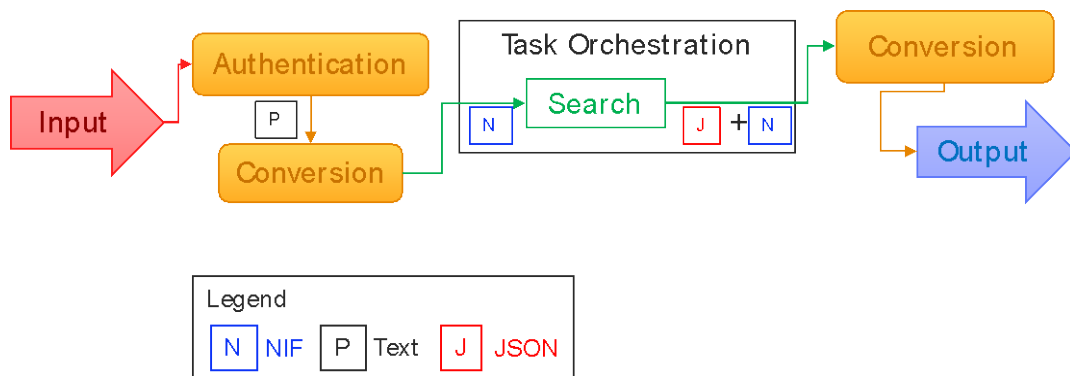 Input
Authentication
P
Conversion
Task Orchestration
Search
N
J + N
Conversion
Output
Legend
N NIF P Text J JSON